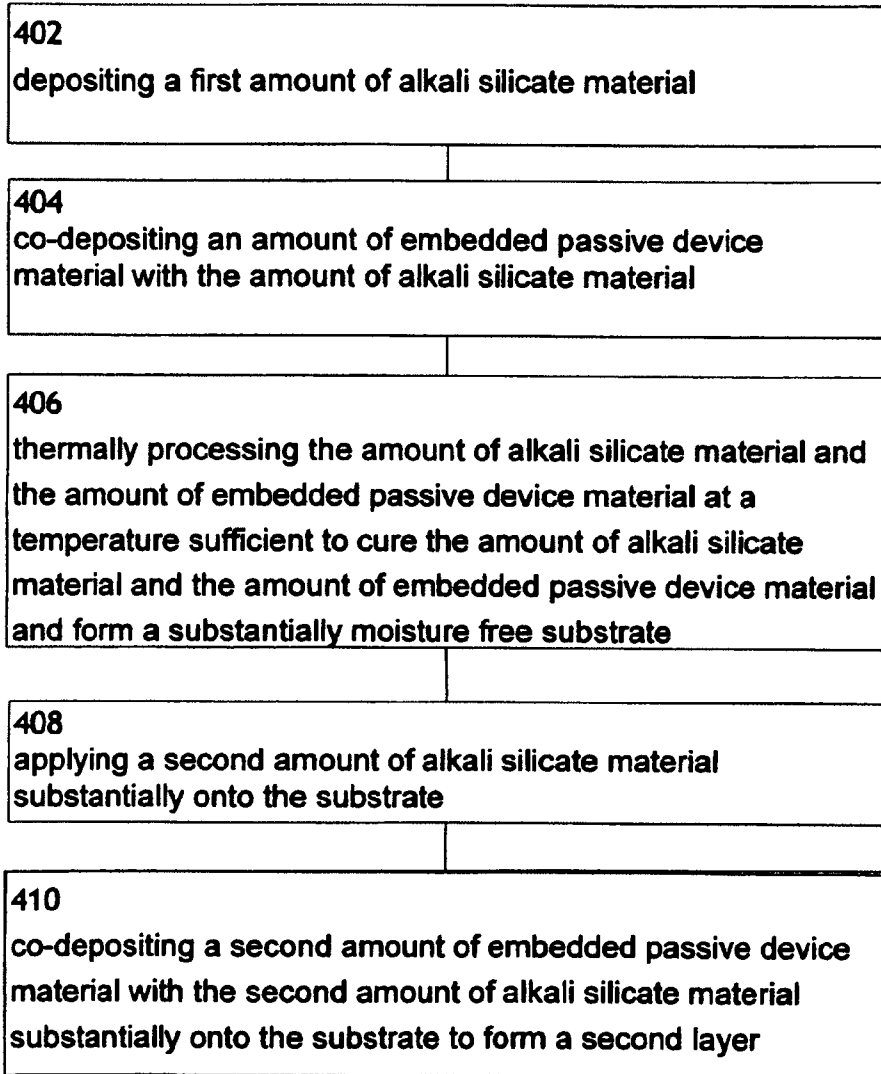 402
depositing a first amount of alkali silicate material
404
co-depositing an amount of embedded passive device
material with the amount of alkali silicate material
406
thermally processing the amount of alkali silicate material and
the amount of embedded passive device material at a
temperature sufficient to cure the amount of alkali silicate
material and the amount of embedded passive device material
and form a substantially moisture free substrate
408
applying a second amount of alkali silicate material
substantially onto the substrate
410
co-depositing a second amount of embedded passive device
material with the second amount of alkali silicate material
substantially onto the substrate to form a second layer